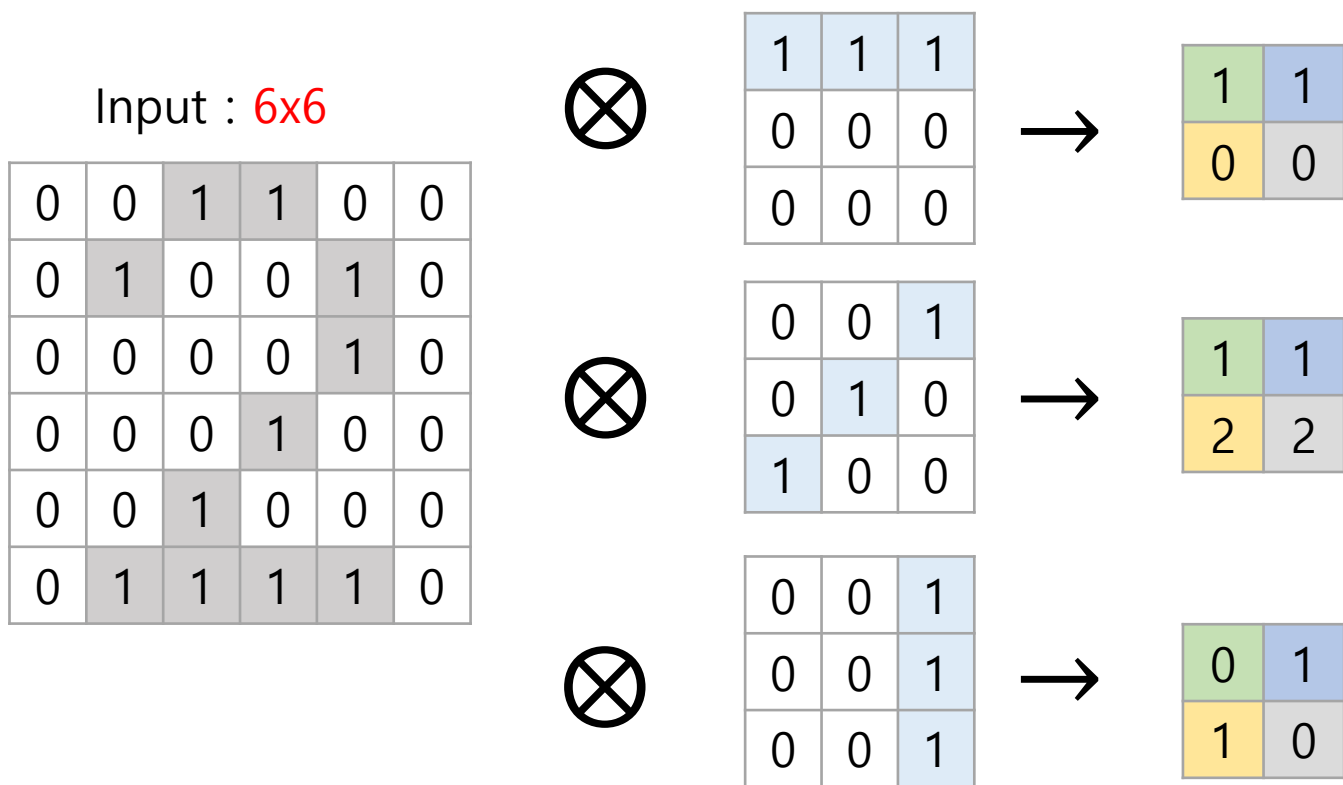 Input : 6x6
0 0 1 1 0 0
0 1 0 0 1 0
0 0 0 0 1 0
0 0 0 1 0 0
0 0 1 0 0 0
0 1 1 1 1 0
1 1 1
0 0 0
0 0 0
1 1
0 0
0 0 1
0 1 0
1 0 0
1 1
2 2
0 0 1
0 0 1
0 0 1
0 1
1 0